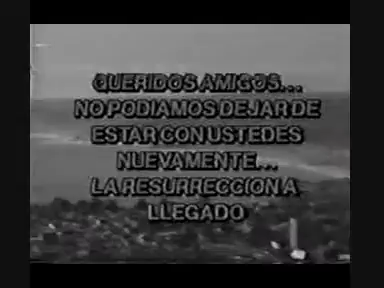 QUERIDOS AMIGOS...
NO PODIAMOS DEJAR DE
ESTAR CON USTEDES
NUEVAMENTE...
LA RESURRECCION A
LLEGADO